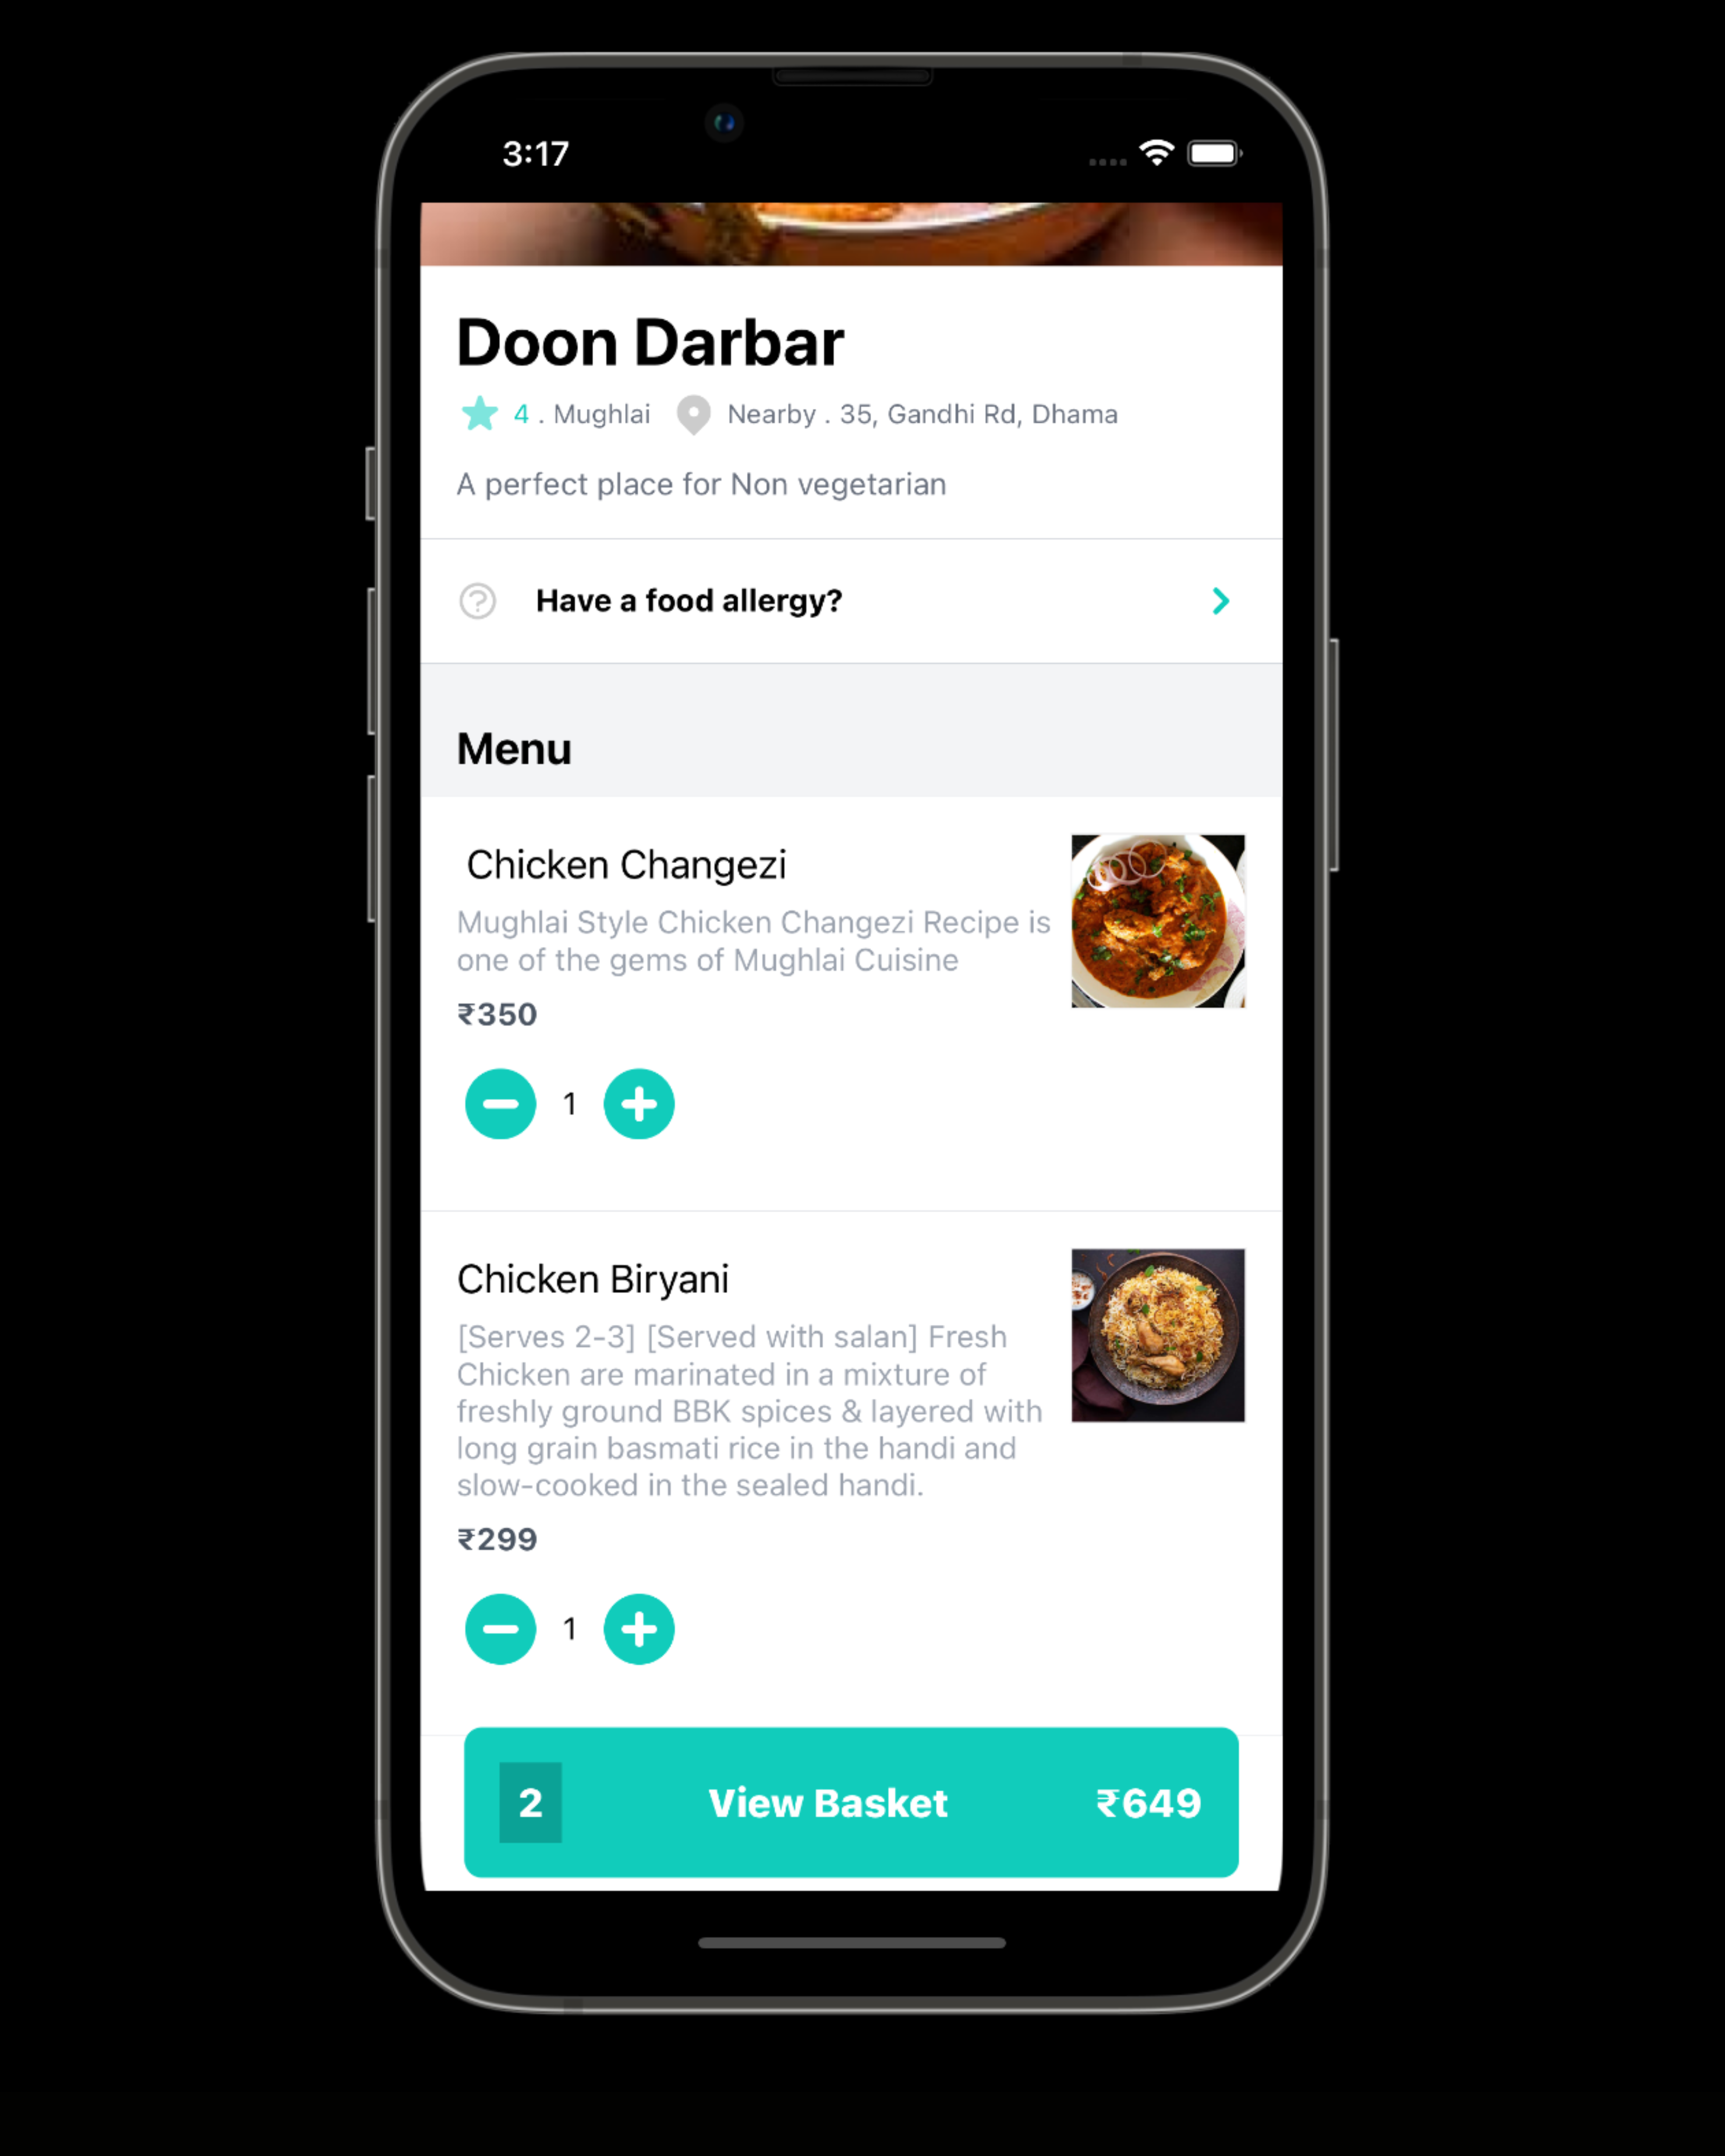 3:17
Doon Darbar
4 . Mughlai Nearby . 35, Gandhi Rd, Dhama
A perfect place for Non vegetarian
Have a food allergy?
Menu
Chicken Changezi
Mughlai Style Chicken Changezi Recipe is
one of the gems of Mughlai Cuisine
₹350
1
Chicken Biryani
[Serves 2-3] [Served with salan] Fresh
Chicken are marinated in a mixture of
freshly ground BBK spices & layered with
long grain basmati rice in the handi and
slow-cooked in the sealed handi.
₹299
1
2 View Basket ₹649